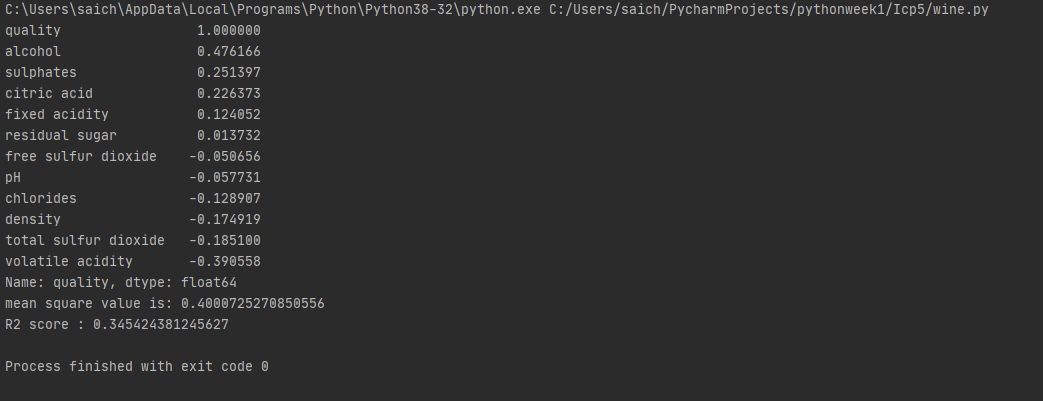 C:\Users\saich\AppData\Local\Programs\Python\Python38-32\python.exe C:/Users/saich/PycharmProjects/pythonweek1/Icp5/wine.py
quality                 1.000000
alcohol                 0.476166
sulphates               0.251397
citric acid             0.226373
fixed acidity           0.124052
residual sugar          0.013732
free sulfur dioxide    -0.050656
pH                     -0.057731
chlorides              -0.128907
density                -0.174919
total sulfur dioxide   -0.185100
volatile acidity       -0.390558
Name: quality, dtype: float64
mean square value is: 0.4000725270850556
R2 score : 0.345424381245627
Process finished with exit code 0